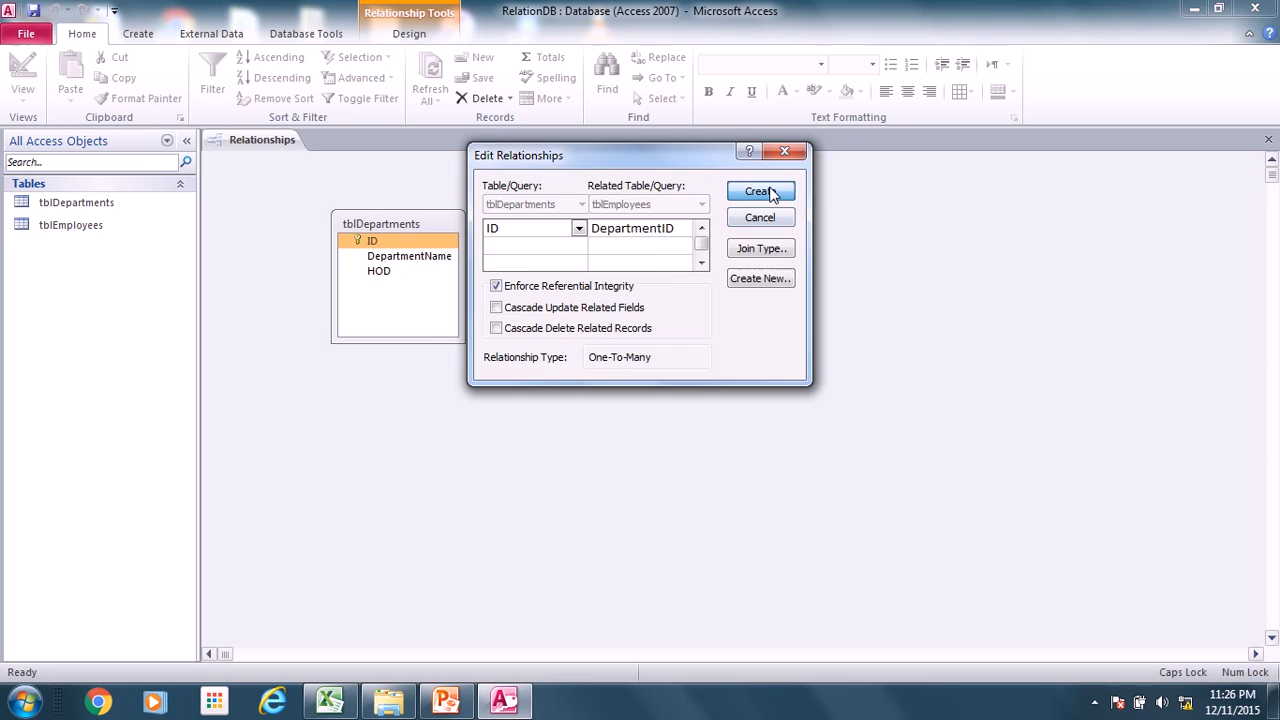 Relationship Tools
RelationDB : Database (Access 2007) - Microsoft Access
File
Home
Create
External Data
Database Tools
Design
View
Views
Paste
Cut
Copy
Format Painter
Clipboard
Filter
Ascending
Descending
Remove Sort
Selection
Advanced
Toggle Filter
Sort & Filter
Refresh
All
New
Save
Delete
Totals
Spelling
More
Records
Find
Replace
Go To
Select
Find
B I U A ab
Text Formatting
All Access Objects
Search...
Tables
tblDepartments
tblEmployees
Relationships
tblDepartments
ID
DepartmentName
HOD
Edit Relationships
Table/Query:
Related Table/Query:
tblDepartments
tblEmployees
ID
DepartmentID
Enforce Referential Integrity
Cascade Update Related Fields
Cascade Delete Related Records
Relationship Type:
One-To-Many
Create
Cancel
Join Type..
Create New..
Ready
Caps Lock
Num Lock
11:26 PM
12/11/2015